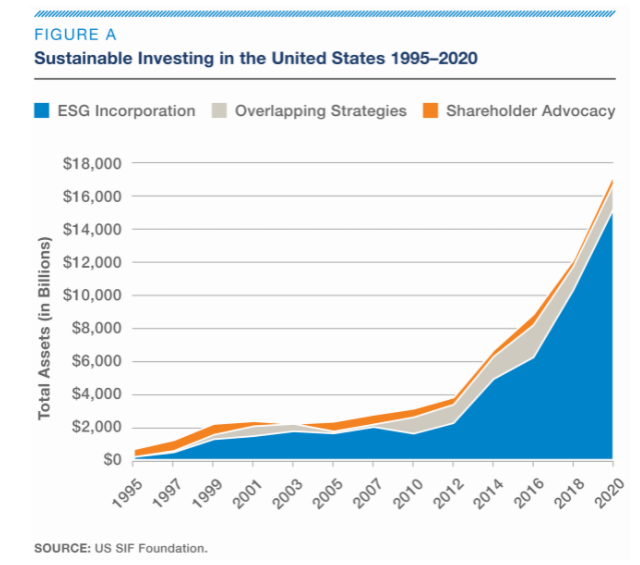 FIGURE A
Sustainable Investing in the United States 1995–2020
ESG Incorporation Overlapping Strategies Shareholder Advocacy
Total Assets (in Billions)
$18,000
$16,000
$14,000
$12,000
$10,000
$8,000
$6,000
$4,000
$2,000
$0
1995 1997 1999 2001 2003 2005 2007 2010 2012 2014 2016 2018 2020
SOURCE: US SIF Foundation.